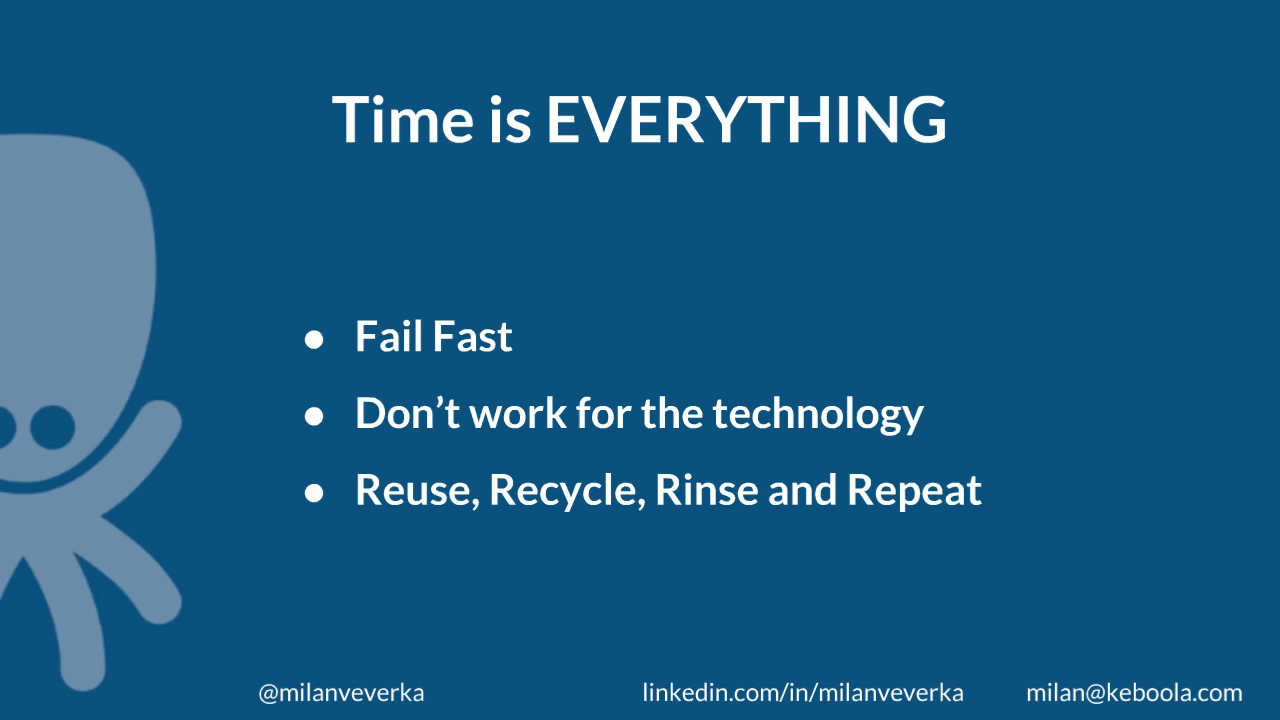 Time is EVERYTHING
● Fail Fast
● Don’t work for the technology
● Reuse, Recycle, Rinse and Repeat
@milanveverka linkedin.com/in/milanveverka milan@keboola.com